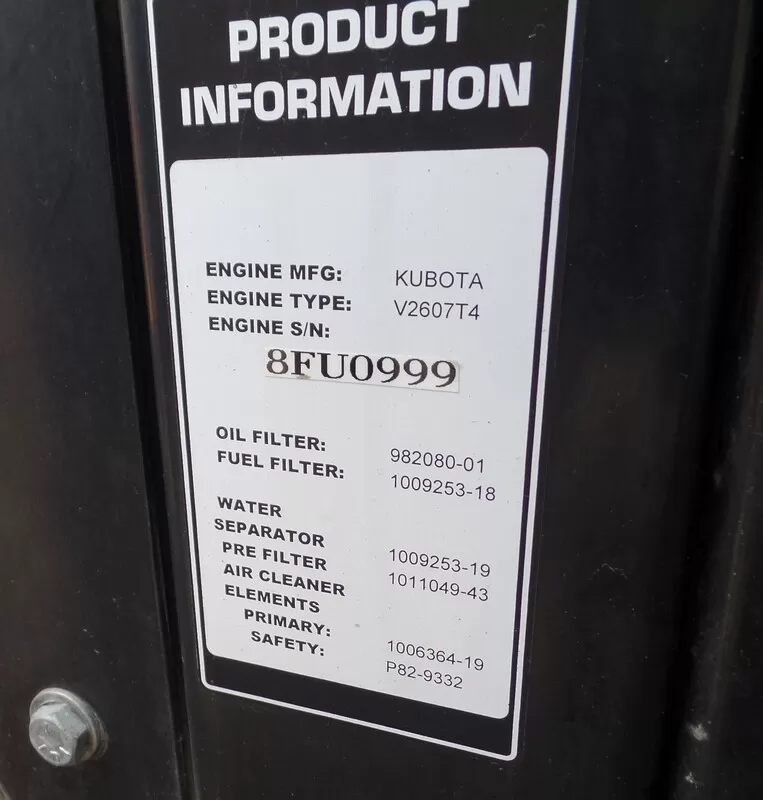 PRODUCT
INFORMATION
ENGINE MFG: KUBOTA
ENGINE TYPE: V2607T4
ENGINE S/N:
8FU0999
OIL FILTER: 982080-01
FUEL FILTER: 1009253-18
WATER
SEPARATOR 1009253-19
PRE FILTER 1011049-43
AIR CLEANER
ELEMENTS
PRIMARY: 1006364-19
SAFETY: P82-9332